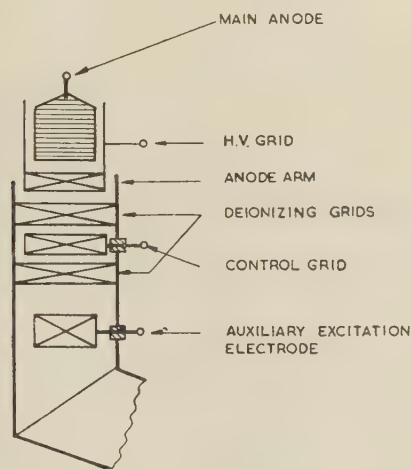 MAIN ANODE
H.V. GRID
ANODE ARM
DEIONIZING GRIDS
CONTROL GRID
AUXILIARY EXCITATION
ELECTRODE